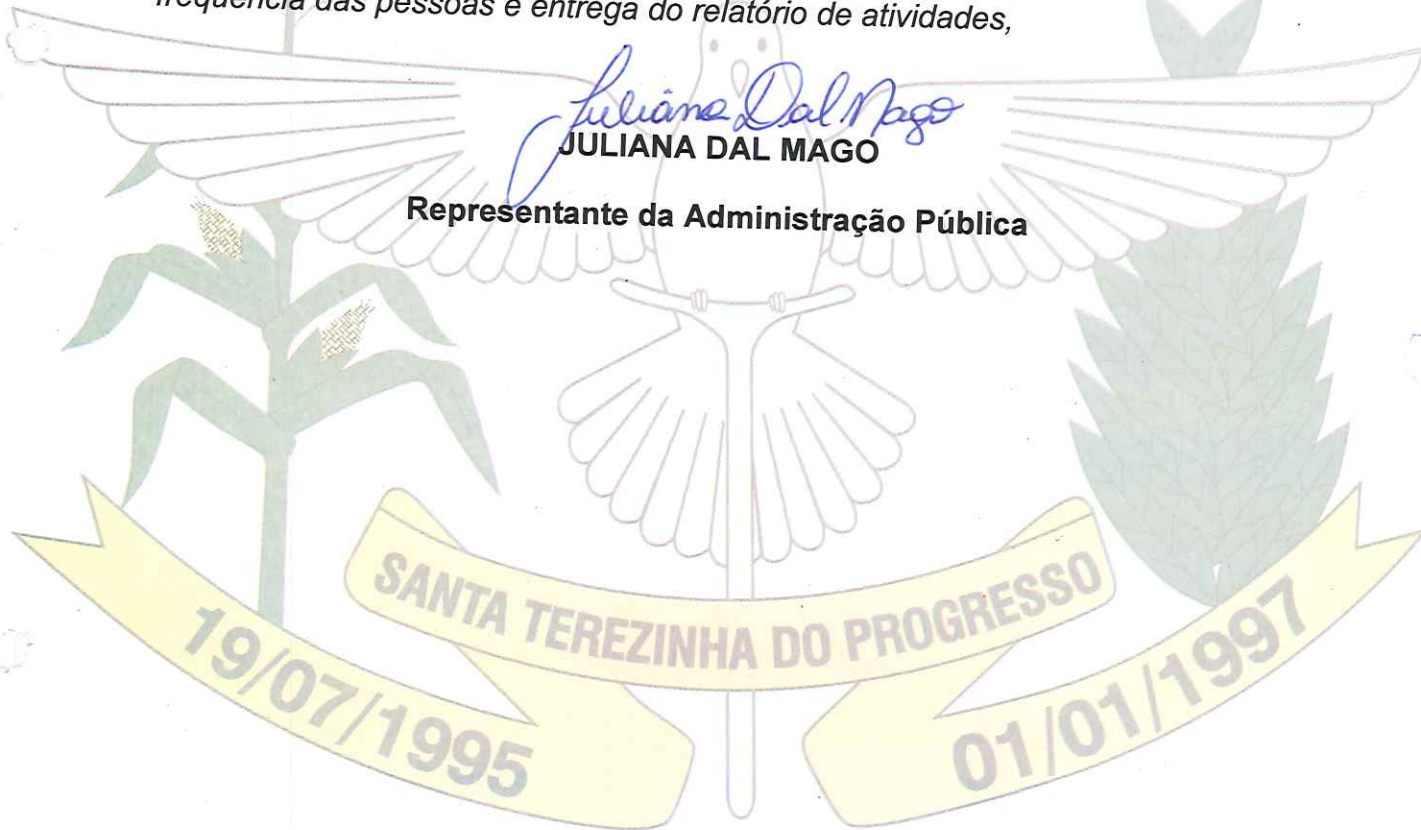 frequência das pessoas e entrega do relatório de atividades,
Juliana Dal Mago
JULIANA DAL MAGO
Representante da Administração Pública
SANTA TEREZINHA DO PROGRESSO
19/07/1995
01/01/1997